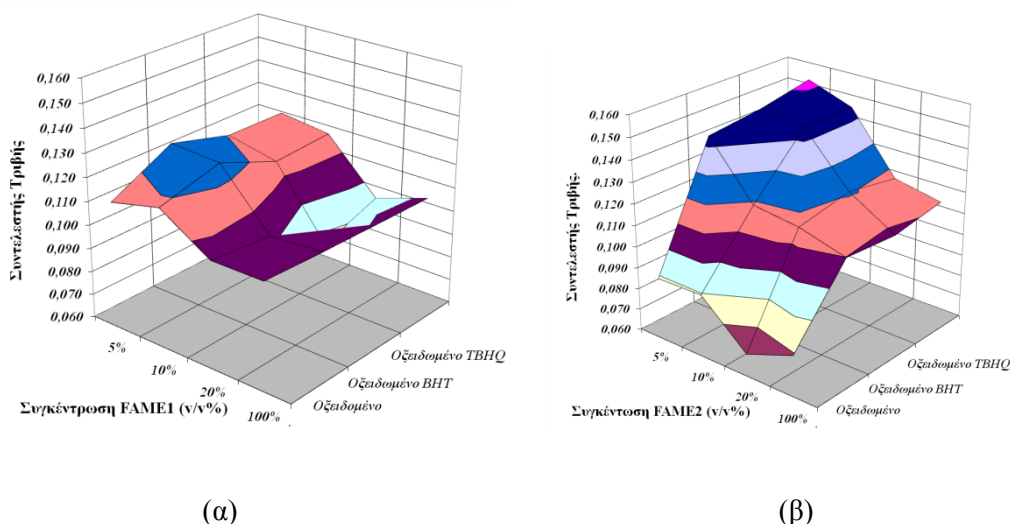 0,160
0,150
0,140
0,130
0,120
0,110
0,100
0,090
0,080
0,070
0,060
Συντελεστής Τριβής
5%
10%
20%
100%
Συγκέντρωση FAME1 (v/v%)
Οξειδωμένο TBHQ
Οξειδωμένο BHT
Οξειδομένο
0,160
0,150
0,140
0,130
0,120
0,110
0,100
0,090
0,080
0,070
0,060
Συντελεστής Τριβής.
5%
10%
20%
100%
Συγκέντωση FAME2 (v/v%)
Οξειδωμένο TBHQ
Οξειδωμένο BHT
Οξειδωμένο
(α)
(β)